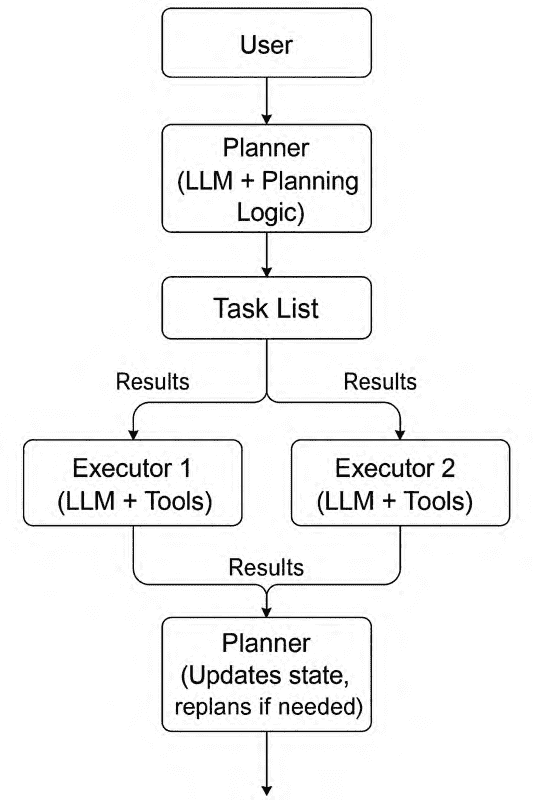 User
Planner
(LLM + Planning
Logic)
Task List
Results
Results
Executor 1
(LLM + Tools)
Executor 2
(LLM + Tools)
Results
Planner
(Updates state,
replans if needed)